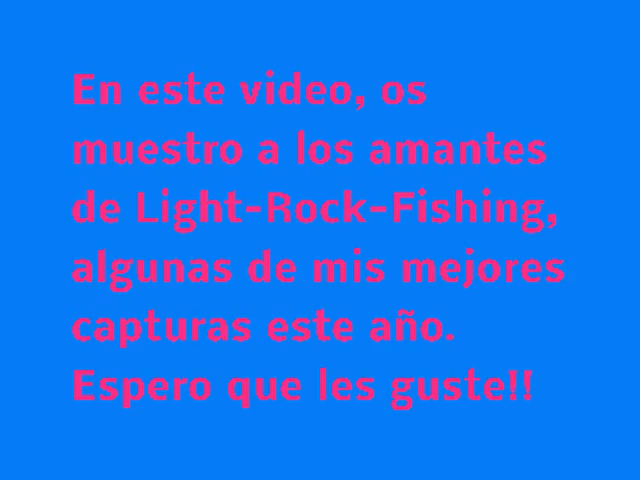 En este video, os
muestro a los amantes
de Light-Rock-Fishing,
algunas de mis mejores
capturas este año.
Espero que les guste!!